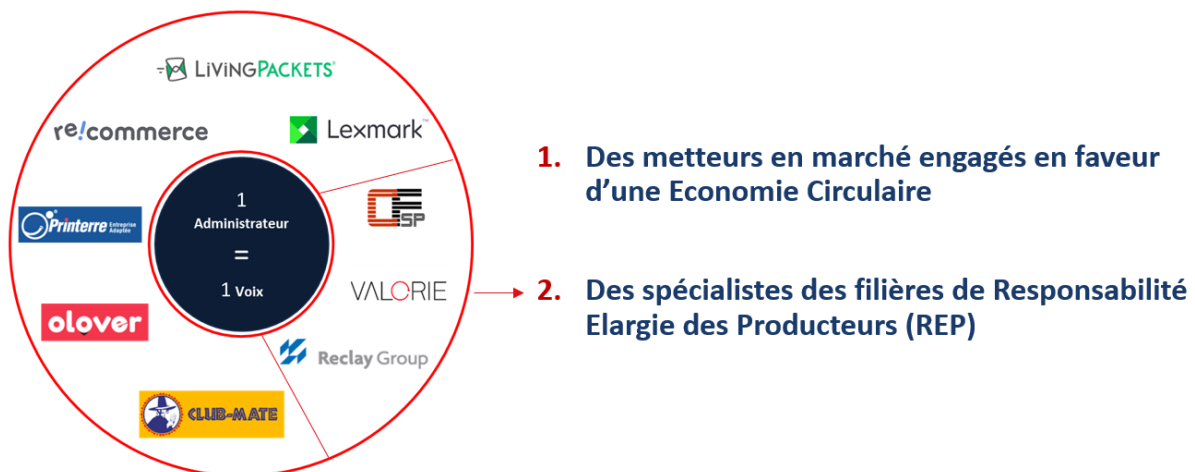 LiViNGPACKETS
re!commerce
Lexmark™
CF
SP
Printerre Entreprise
Adaptée
1
Administrateur
=
1 Voix
VALORIE
olover
Reclay Group
CLUB-MATE
1. Des metteurs en marché engagés en faveur
d'une Economie Circulaire
2. Des spécialistes des filières de Responsabilité
Elargie des Producteurs (REP)